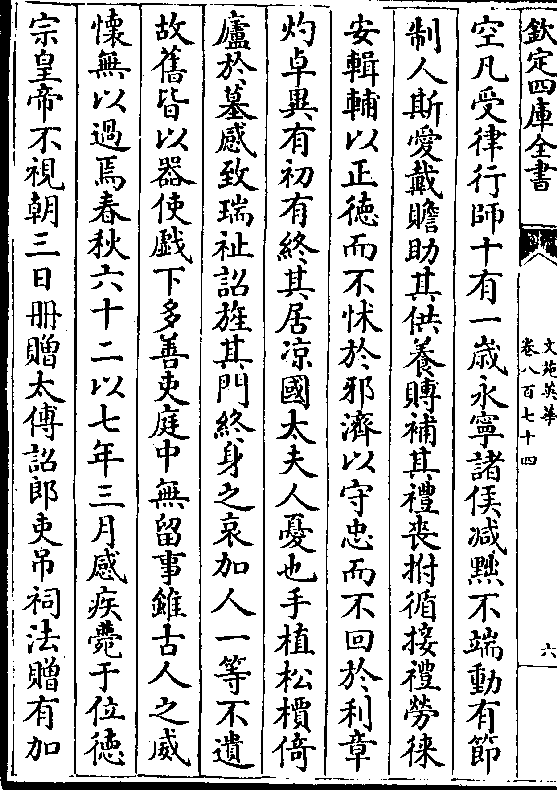 欽定四庫全書
文苑英華
卷八百七十四
六
空凡受律行師十有一歳永寧諸侯減黙不端動有節
制人斯愛戴贍助其供養賻補其禮喪拊循接禮勞徠
安輯輔以正徳而不怵於邪濟以守忠而不回於利章
灼卓異有初有終其居凉國太夫人憂也手植松檟倚
廬於墓感致瑞祉詔旌其門終身之哀加人一等不遺
故舊皆以器使戯下多善吏庭中無留事雖古人之威
懐無以過焉春秋六十二以七年三月感疾薨于位徳
宗皇帝不視朝三日冊贈太傅詔郎吏吊祠法賻有加